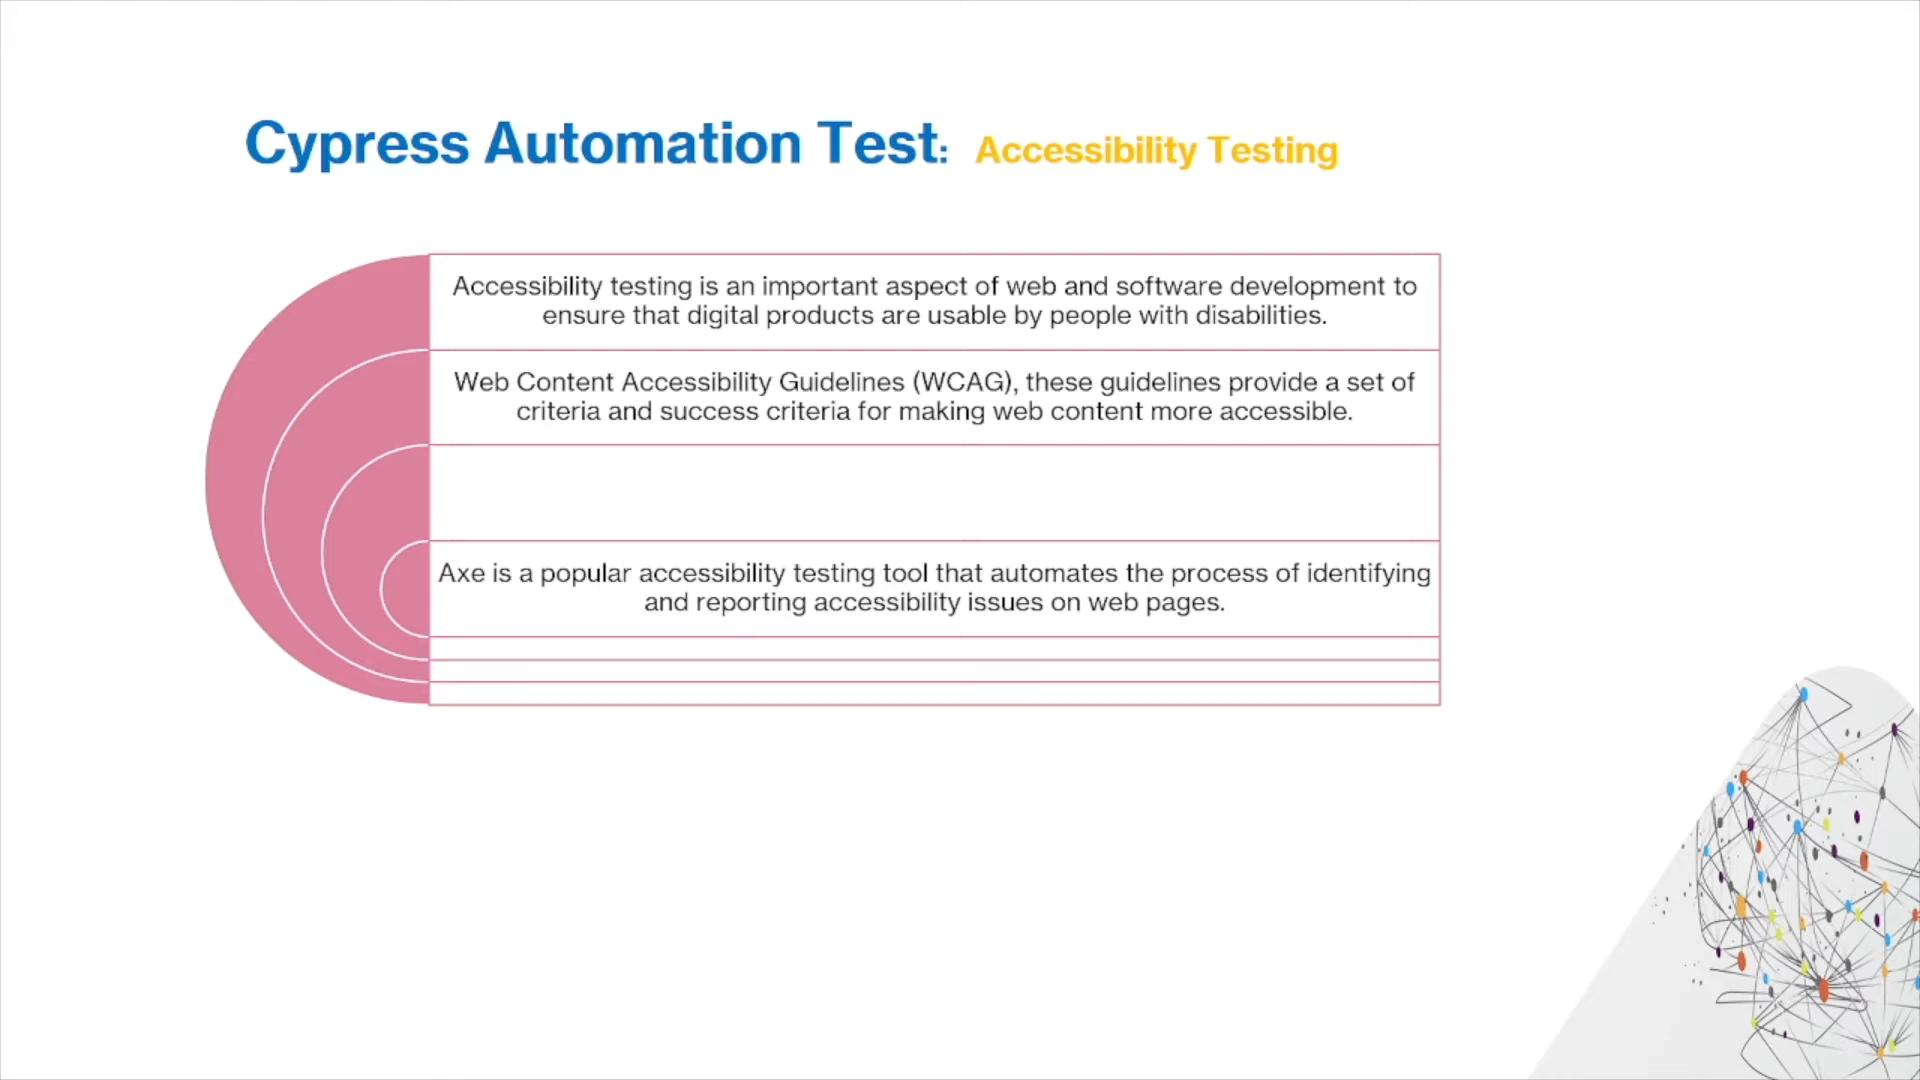 Cypress Automation Test: Accessibility Testing
Accessibility testing is an important aspect of web and software development to
ensure that digital products are usable by people with disabilities.
Web Content Accessibility Guidelines (WCAG), these guidelines provide a set of
criteria and success criteria for making web content more accessible.
Axe is a popular accessibility testing tool that automates the process of identifying
and reporting accessibility issues on web pages.